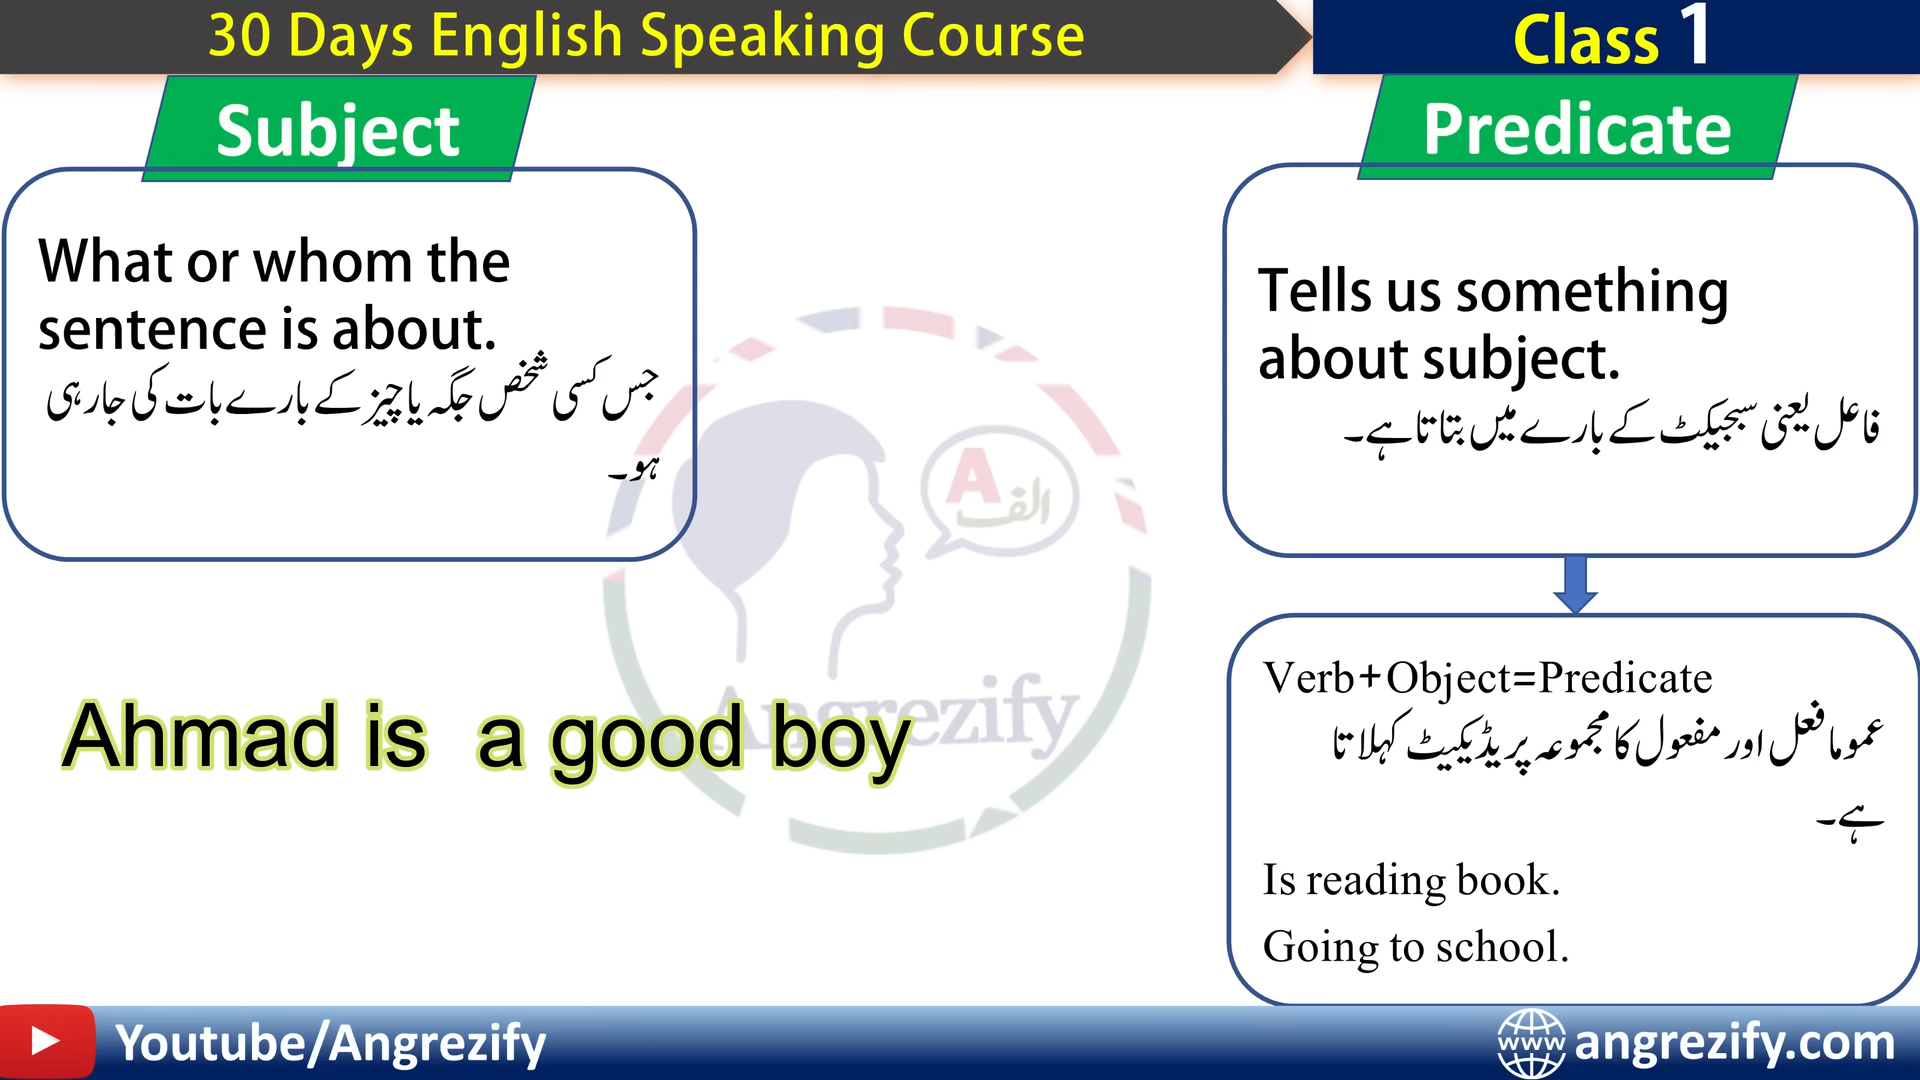 30 Days English Speaking Course
Class 1
Subject
What or whom the
sentence is about.
جس کسی شخص جگہ یا چیز کے بارے بات کی جا رہی
ہو۔
Predicate
Tells us something
about subject.
فاعل یعنی سبجیکٹ کے بارے میں بتاتا ہے۔
Verb+Object=Predicate
عموما فعل اور مفعول کا مجموعہ پریڈیکیٹ کہلاتا
ہے۔
Is reading book.
Going to school.
A
الف
Angrezify
Ahmad is  a good boy
Youtube/Angrezify
www
angrezify.com